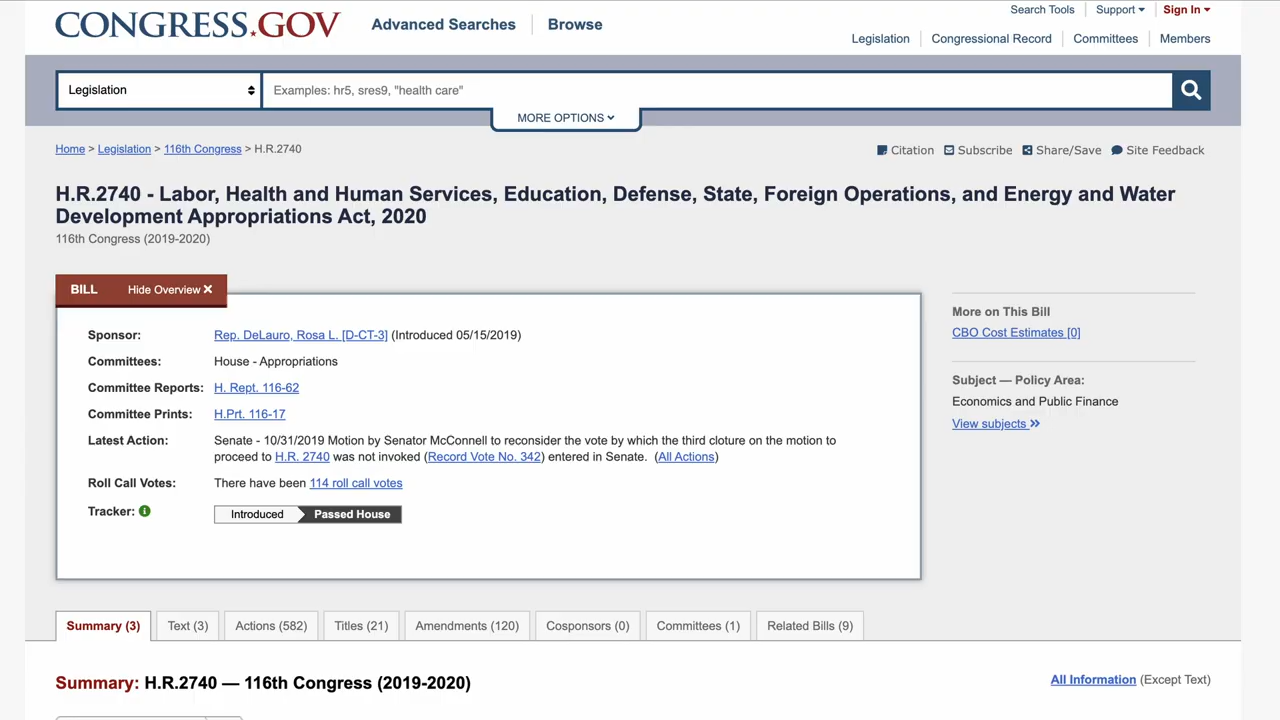 CONGRESS.GOV
Advanced Searches
Browse
Search Tools
Support
Sign In
Legislation
Congressional Record
Committees
Members
Legislation
Examples: hr5, sres9, "health care"
MORE OPTIONS
Home > Legislation > 116th Congress > H.R.2740
Citation
Subscribe
Share/Save
Site Feedback
H.R.2740 - Labor, Health and Human Services, Education, Defense, State, Foreign Operations, and Energy and Water
Development Appropriations Act, 2020
116th Congress (2019-2020)
BILL
Hide Overview
Sponsor: Rep. DeLauro, Rosa L. [D-CT-3] (Introduced 05/15/2019)
Committees: House - Appropriations
Committee Reports: H. Rept. 116-62
Committee Prints: H.Prt. 116-17
Latest Action: Senate - 10/31/2019 Motion by Senator McConnell to reconsider the vote by which the third cloture on the motion to
proceed to H.R. 2740 was not invoked (Record Vote No. 342) entered in Senate. (All Actions)
Roll Call Votes: There have been 114 roll call votes
Tracker: Introduced Passed House
More on This Bill
CBO Cost Estimates [0]
Subject — Policy Area:
Economics and Public Finance
View subjects
Summary (3)
Text (3)
Actions (582)
Titles (21)
Amendments (120)
Cosponsors (0)
Committees (1)
Related Bills (9)
Summary: H.R.2740 — 116th Congress (2019-2020)
All Information (Except Text)